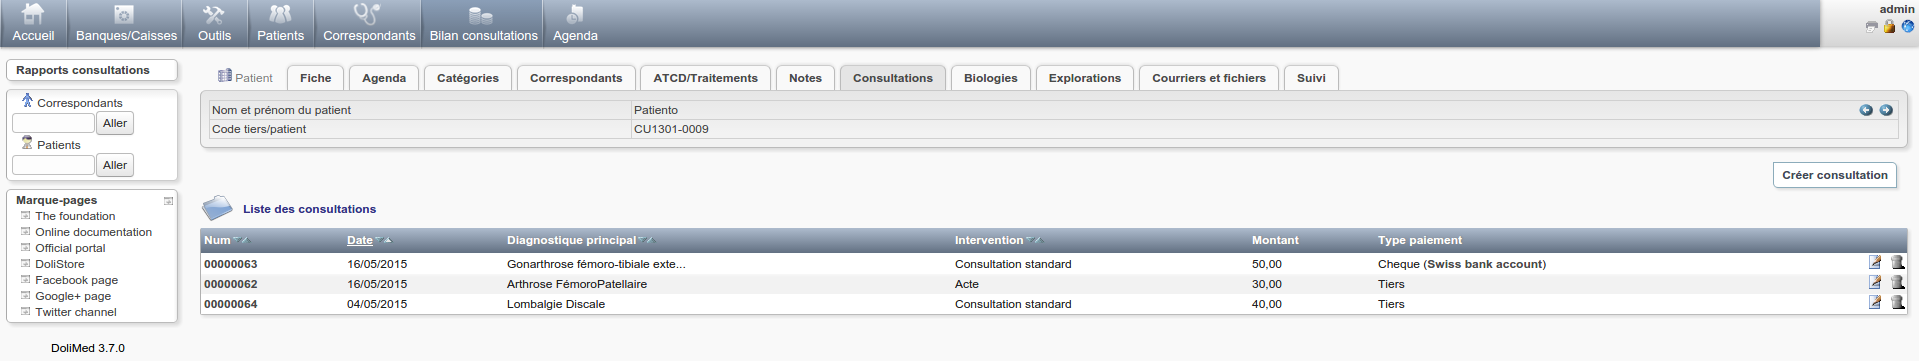 Accueil Banques/Caisses Outils Patients Correspondants Bilan consultations Agenda
admin
Rapports consultations
Correspondants
Aller
Patients
Aller
Marque-pages
The foundation
Online documentation
Official portal
DoliStore
Facebook page
Google+ page
Twitter channel
DoliMed 3.7.0
Patient Fiche Agenda Catégories Correspondants ATCD/Traitements Notes Consultations Biologies Explorations Courriers et fichiers Suivi
Nom et prénom du patient Patiento
Code tiers/patient CU1301-0009
Créer consultation
Liste des consultations
Num Date Diagnostique principal Intervention Montant Type paiement
00000063 16/05/2015 Gonarthrose fémoro-tibiale exte... Consultation standard 50,00 Cheque (Swiss bank account)
00000062 16/05/2015 Arthrose FémoroPatellaire Acte 30,00 Tiers
00000064 04/05/2015 Lombalgie Discale Consultation standard 40,00 Tiers